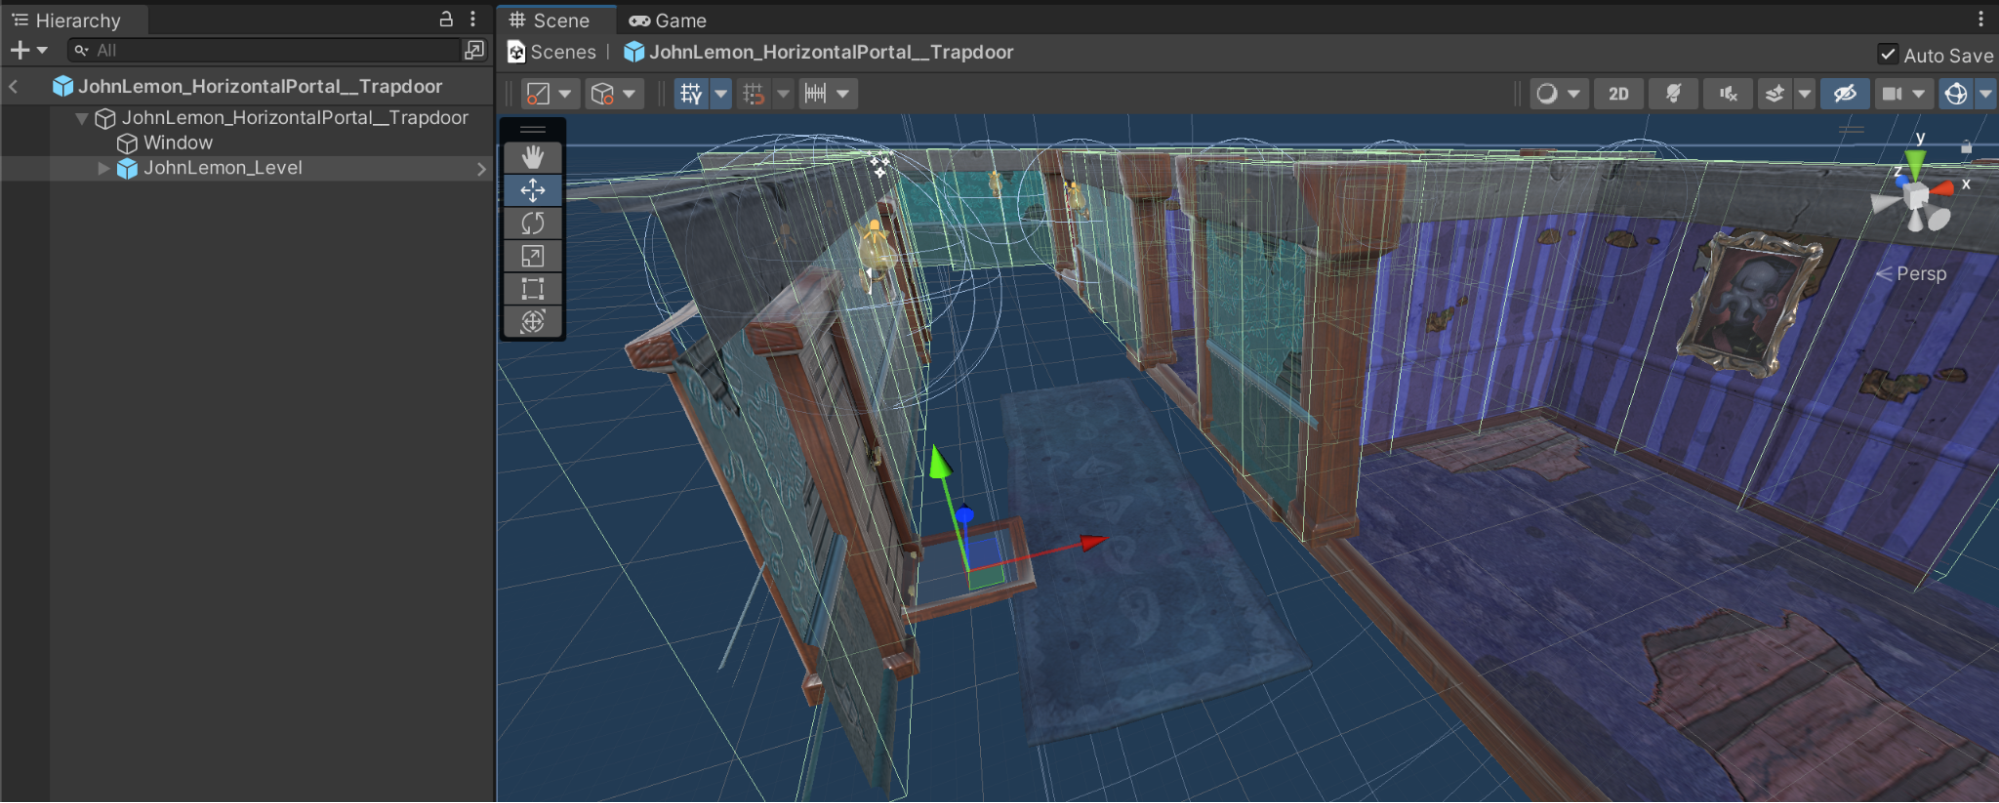 Hierarchy
All
JohnLemon_HorizontalPortal__Trapdoor
JohnLemon_HorizontalPortal__Trapdoor
Window
JohnLemon_Level
Scene
Game
Scenes | JohnLemon_HorizontalPortal__Trapdoor
Auto Save
2D
y
z
x
Persp